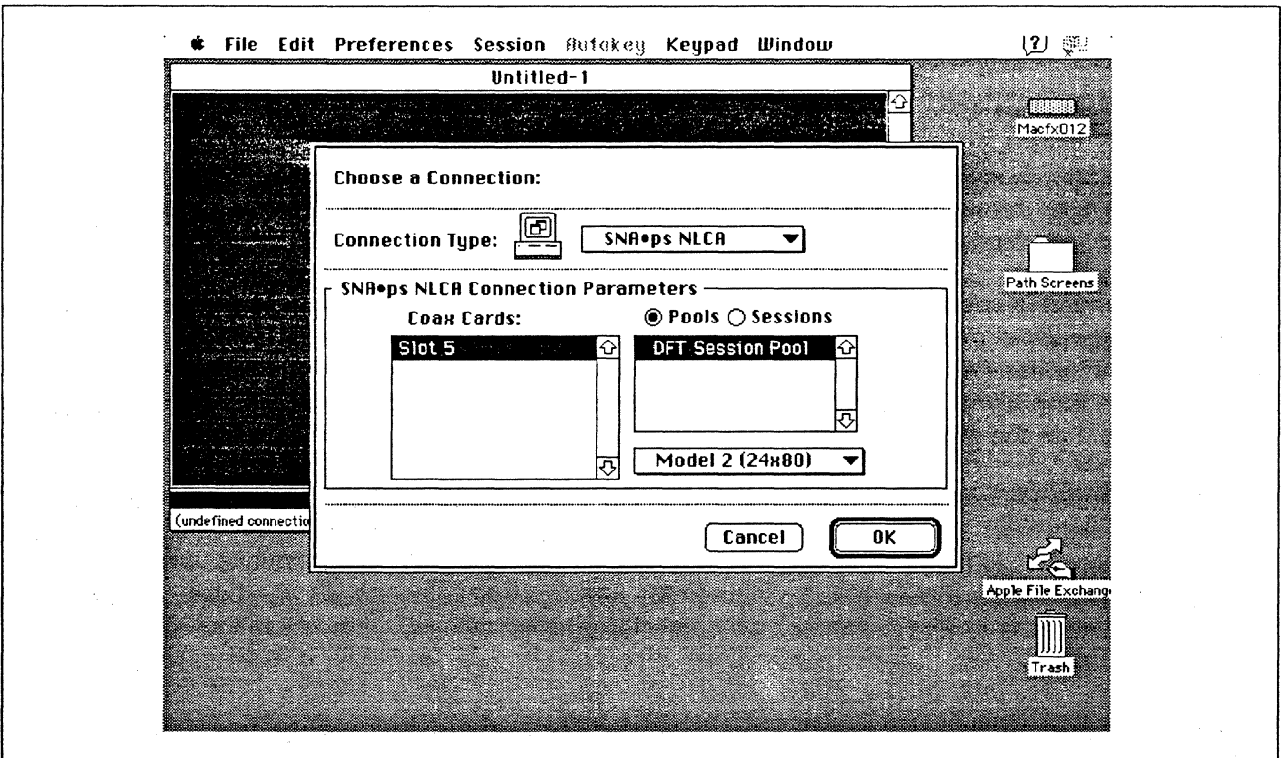 File Edit Preferences Session Autokey Keypad Window
Untitled-1
Macfx012
Choose a Connection:
Connection Type: SNA•ps NLCA
Path Screens
SNA•ps NLCA Connection Parameters
Coax Cards: Pools Sessions
Slot 5 DFT Session Pool
Model 2 (24x80)
(undefined connectio
Cancel OK
Apple File Exchang
Trash